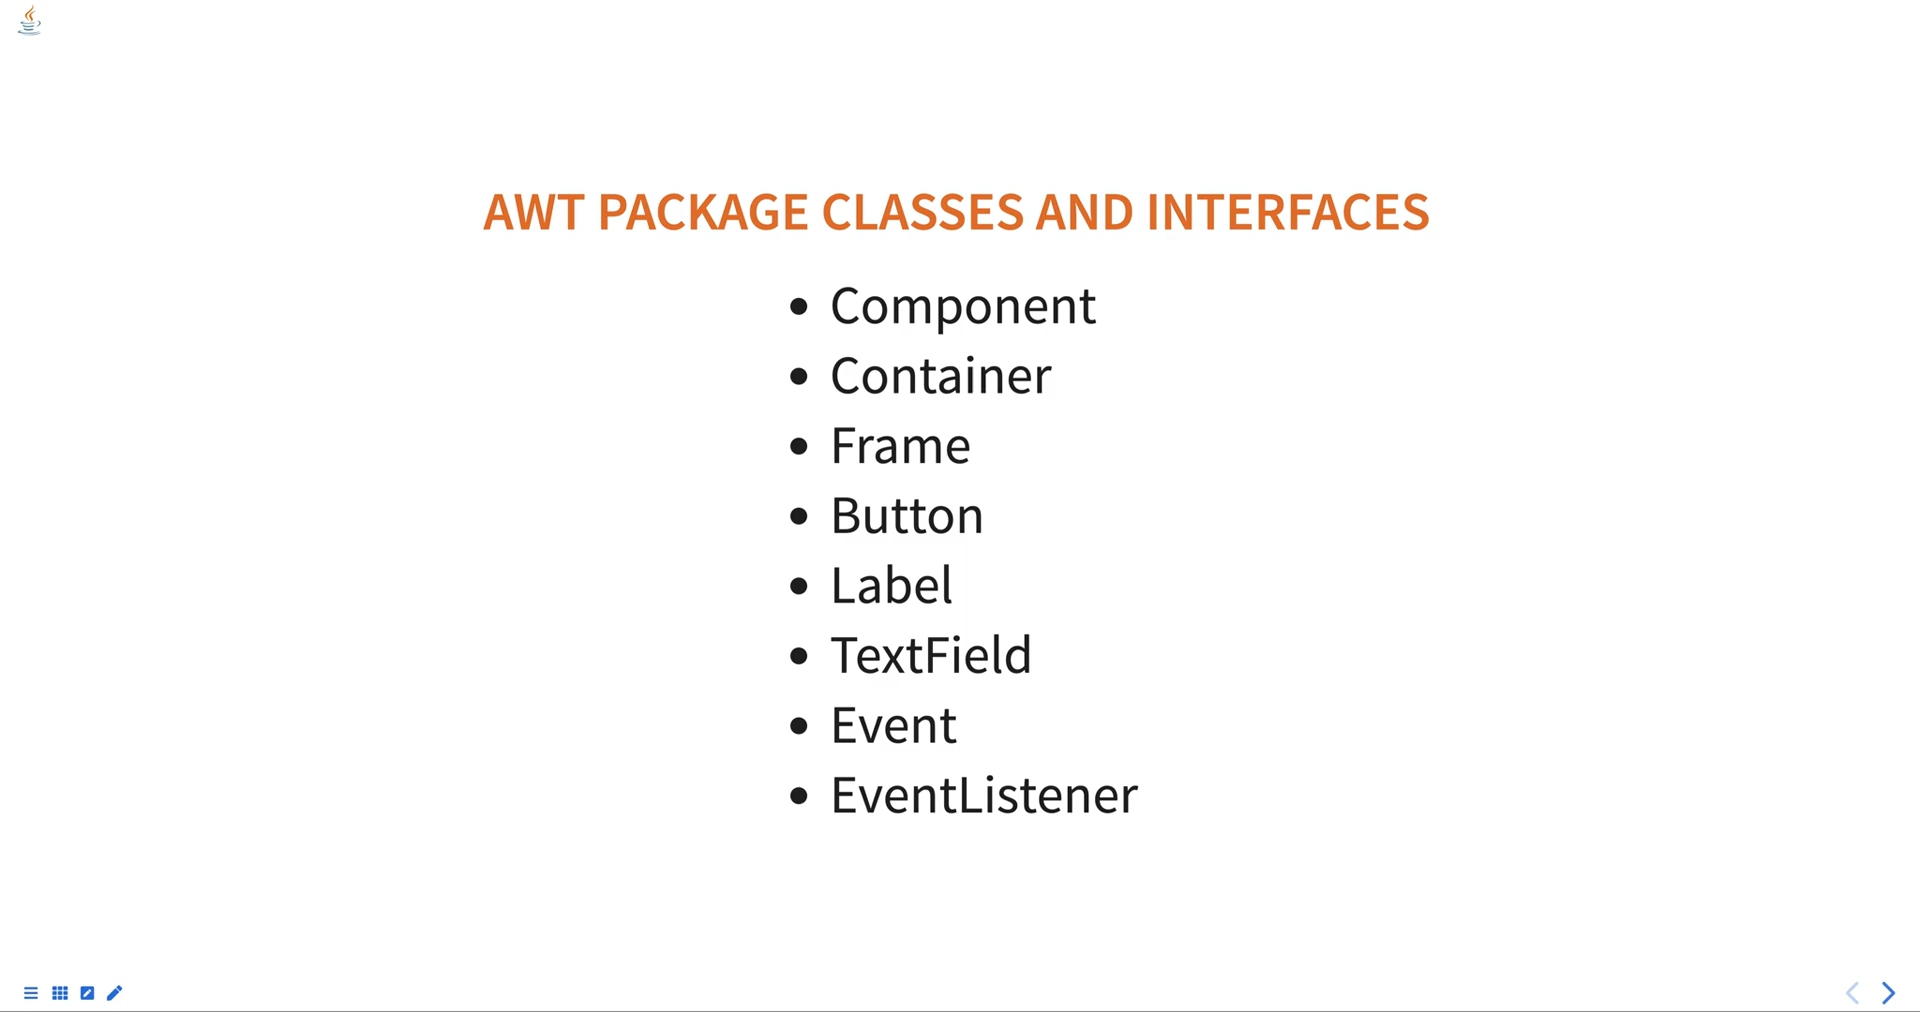 AWT PACKAGE CLASSES AND INTERFACES
• Component
• Container
• Frame
• Button
• Label
• TextField
• Event
• EventListener